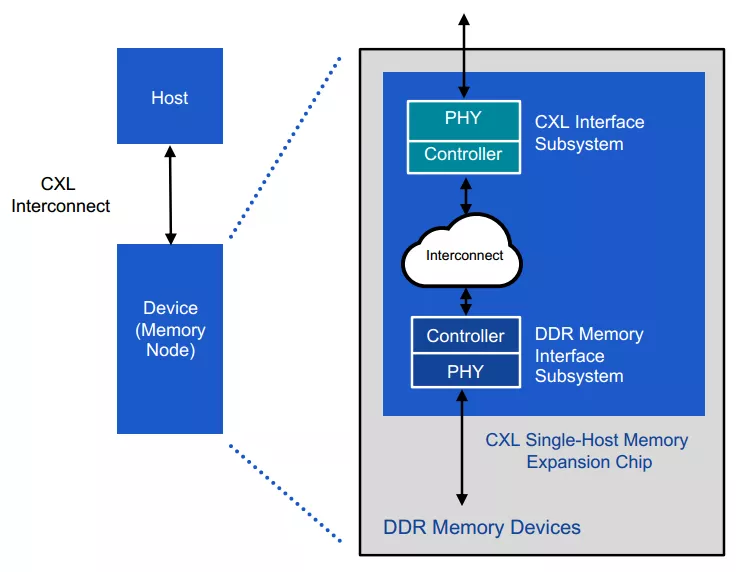 Host
CXL
Interconnect
Device
(Memory
Node)
PHY
Controller
CXL Interface
Subsystem
Interconnect
Controller
PHY
DDR Memory
Interface
Subsystem
CXL Single-Host Memory
Expansion Chip
DDR Memory Devices